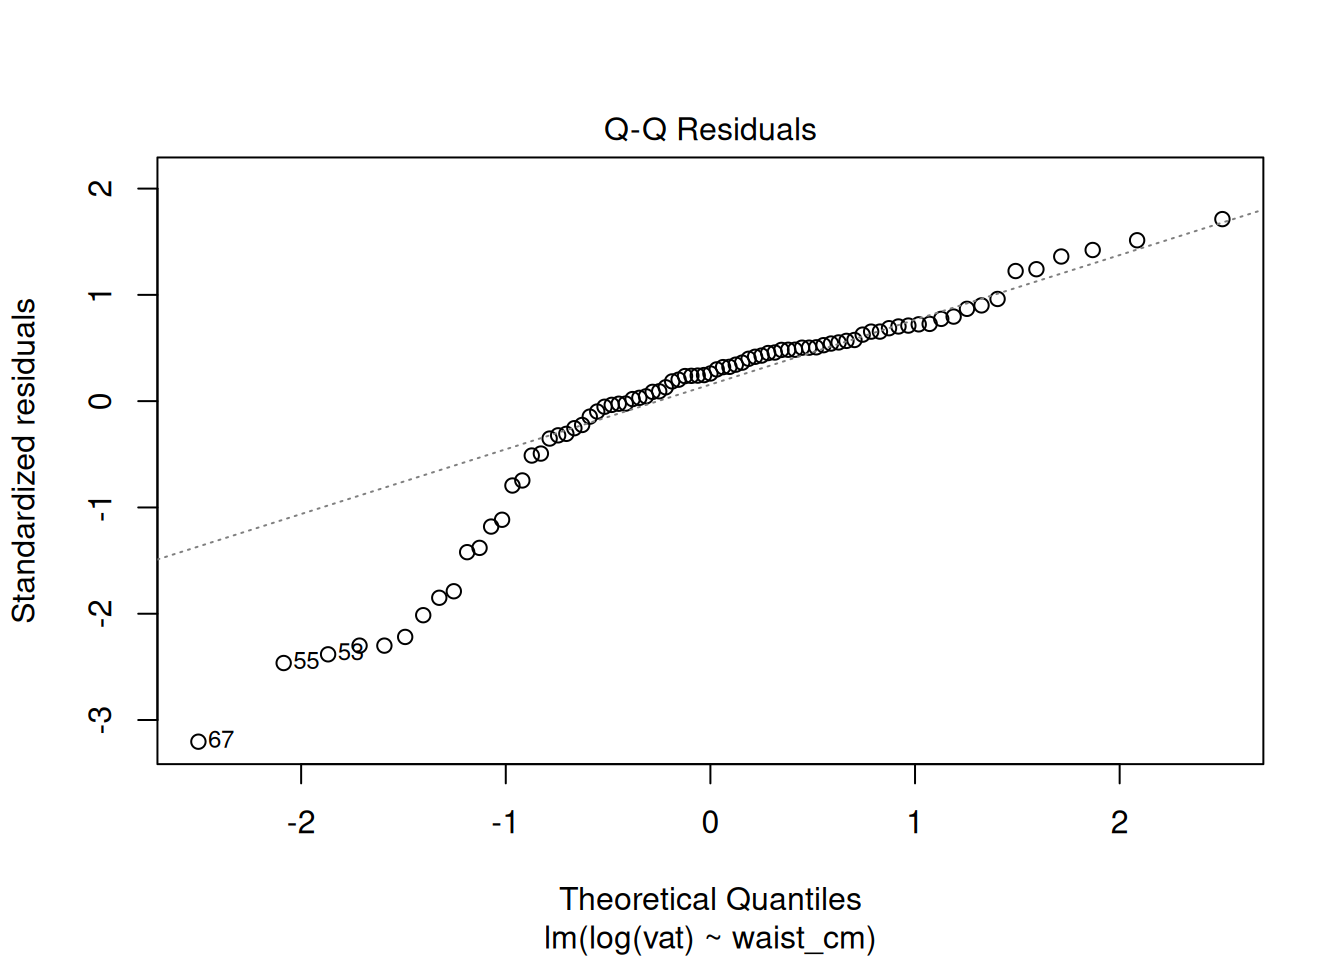 Q-Q Residuals
Standardized residuals
2
1
0
-1
-2
-3
55
53
67
-2 -1 0 1 2
Theoretical Quantiles
lm(log(vat) ~ waist_cm)